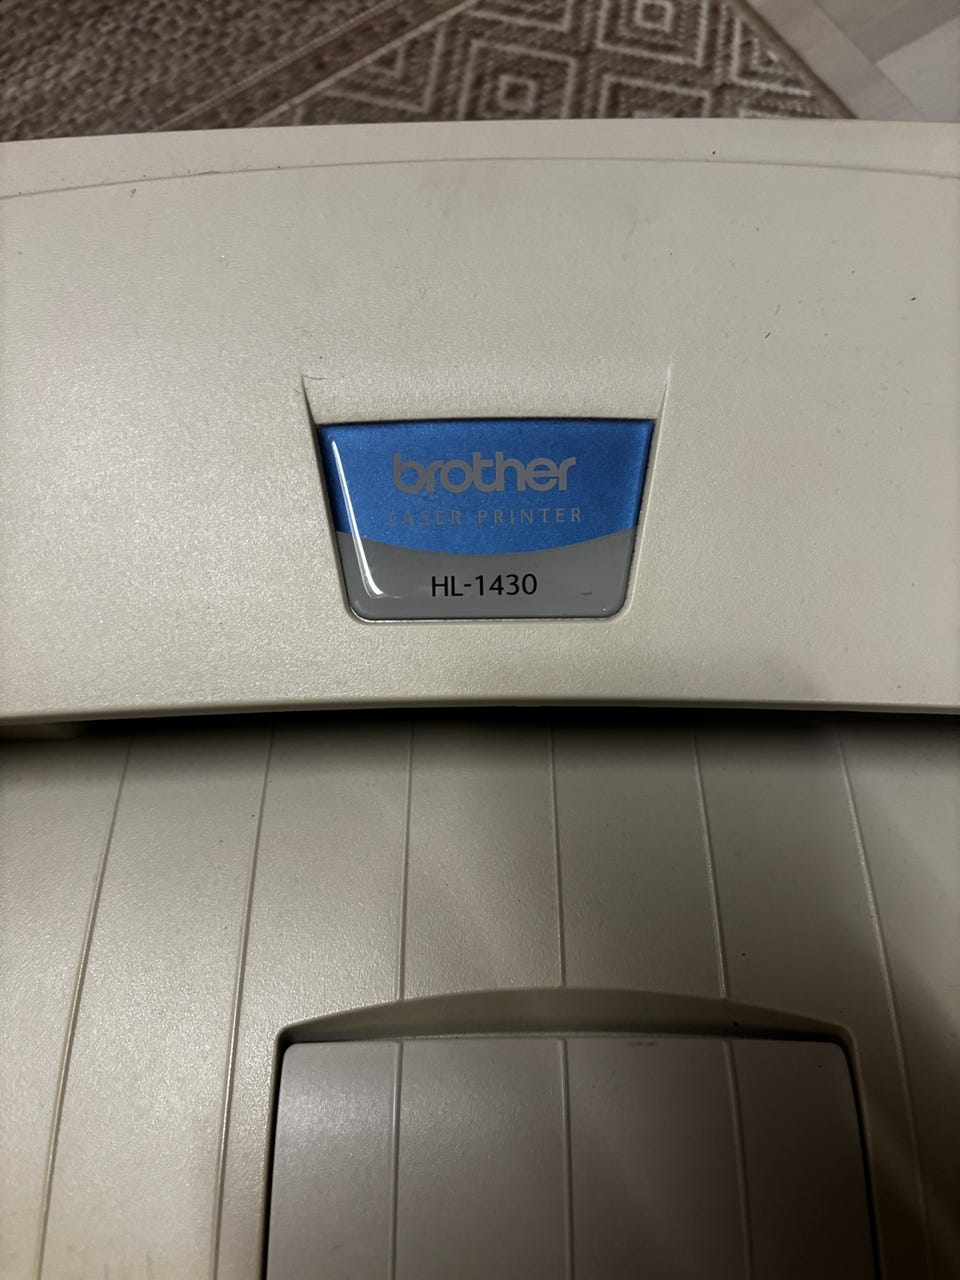 brother
LASER PRINTER
HL-1430